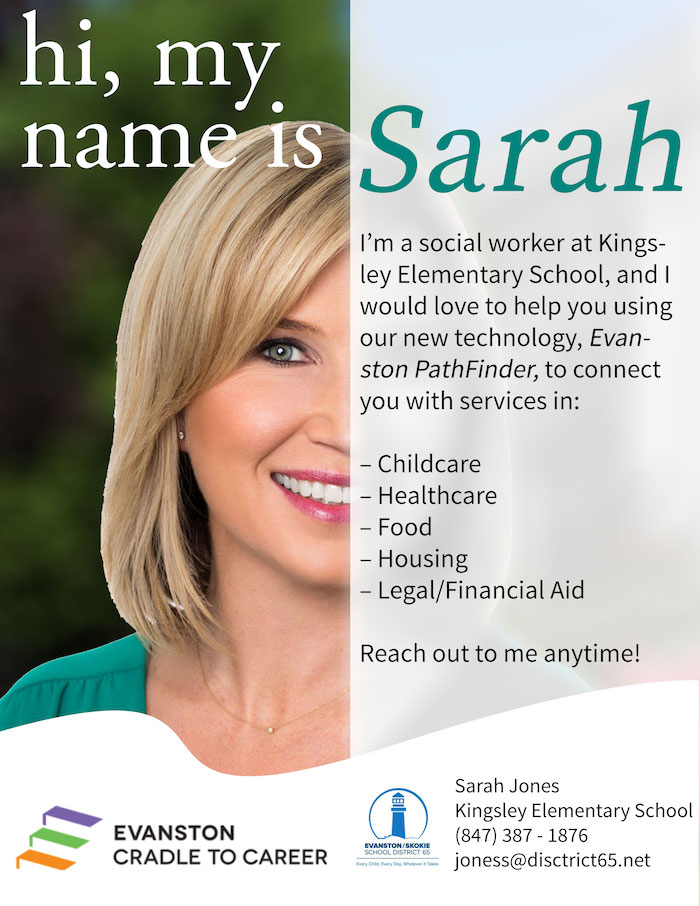 hi, my
name is
Sarah
I’m a social worker at Kings-
ley Elementary School, and I
would love to help you using
our new technology, Evan-
ston PathFinder, to connect
you with services in:
– Childcare
– Healthcare
– Food
– Housing
– Legal/Financial Aid
Reach out to me anytime!
EVANSTON
CRADLE TO CAREER
EVANSTON/SKOKIE
SCHOOL DISTRICT 65
Every Child, Every Day, Whatever it Takes
Sarah Jones
Kingsley Elementary School
(847) 387 - 1876
joness@disctrict65.net